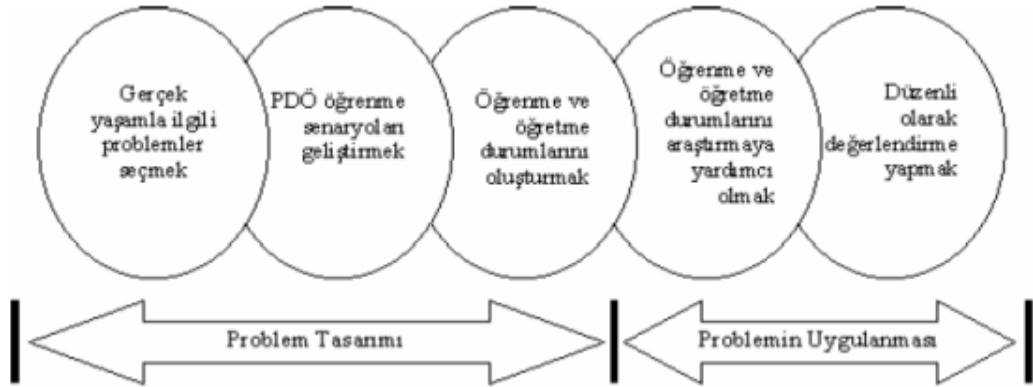 Gerçek
yaşamla ilgili
problemler
seçmek
PDÖ öğrenme
senaryoları
geliştirmek
Öğrenme ve
öğretme
durumlarını
oluşturmak
Öğrenme ve
öğretme
durumlarını
araştırmaya
yardımcı
olmak
Düzenli
olarak
değerlendirme
yapmak
Problem Tasarımı
Problemin Uygulanması